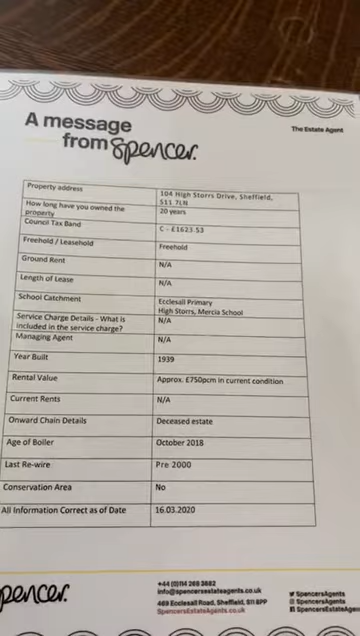 A message
The Estate Agent
from Spencer.
Property address 104 High Storrs Drive, Sheffield,
S11 7LN
How long have you owned the
property 20 years
Council Tax Band C - £1623.53
Freehold / Leasehold Freehold
Ground Rent N/A
Length of Lease N/A
School Catchment Ecclesall Primary
High Storrs, Mercia School
Service Charge Details - What is
included in the service charge? N/A
Managing Agent N/A
Year Built 1939
Rental Value Approx. £750pcm in current condition
Current Rents N/A
Onward Chain Details Deceased estate
Age of Boiler October 2018
Last Re-wire Pre 2000
Conservation Area No
All Information Correct as of Date 16.03.2020
pencer.
+44 (0)114 268 3682
info@spencersestateagents.co.uk
469 Ecclesall Road, Sheffield, S11 8PP
SpencersEstateAgents.co.uk
SpencersAgents
SpencersAgents
SpencersEstateAgen